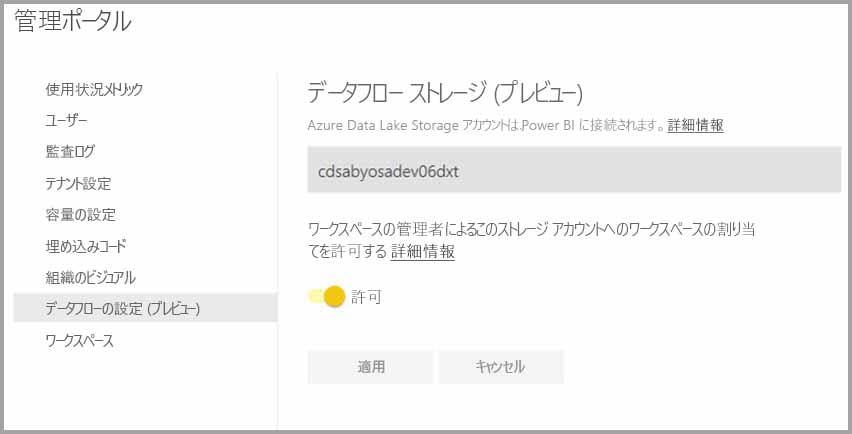 管理ポータル
使用状況メトリック
ユーザー
監査ログ
テナント設定
容量の設定
埋め込みコード
組織のビジュアル
データフローの設定 (プレビュー)
ワークスペース
データフロー ストレージ (プレビュー)
Azure Data Lake Storage アカウントは、Power BI に接続されます。 詳細情報
cdsabyosadev06dxt
ワークスペースの管理者によるこのストレージ アカウントへのワークスペースの割り当
てを許可する 詳細情報
許可
適用
キャンセル